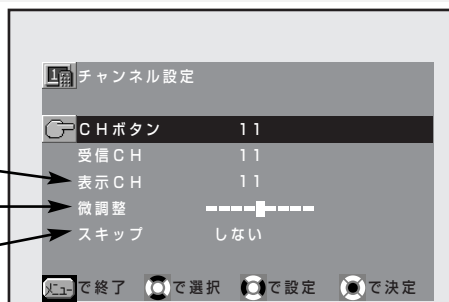 チャンネル設定
CHボタン 11
受信CH 11
表示CH 11
微調整
スキップ しない
メニューで終了 で選択 で設定 で決定